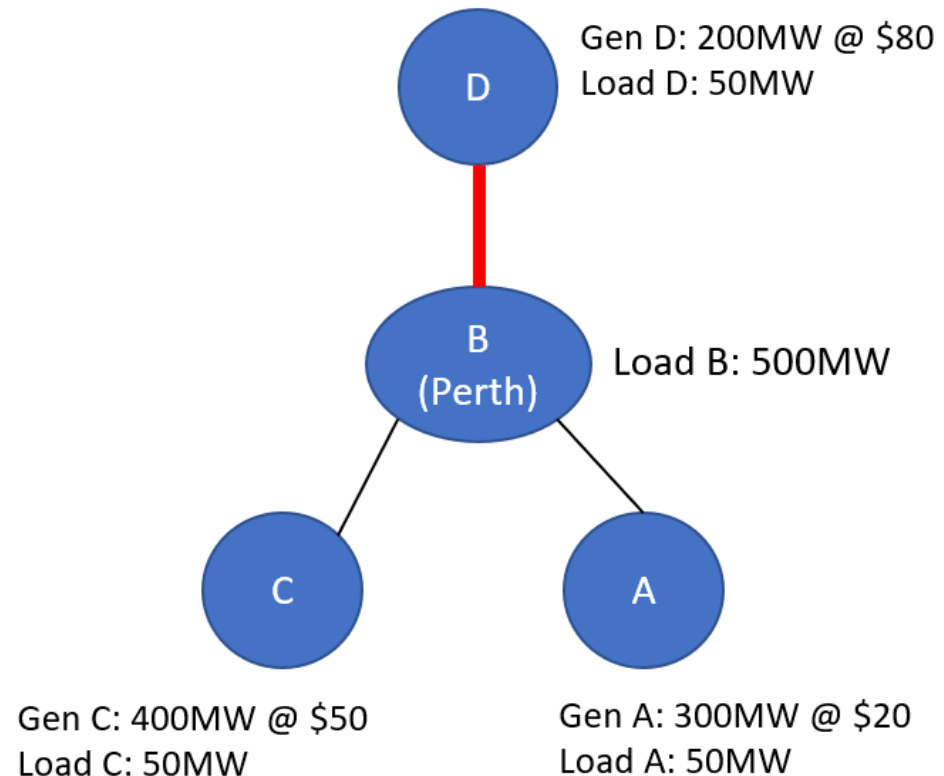 Gen D: 200MW @ $80
Load D: 50MW
D
B
(Perth)
Load B: 500MW
C
A
Gen C: 400MW @ $50
Load C: 50MW
Gen A: 300MW @ $20
Load A: 50MW